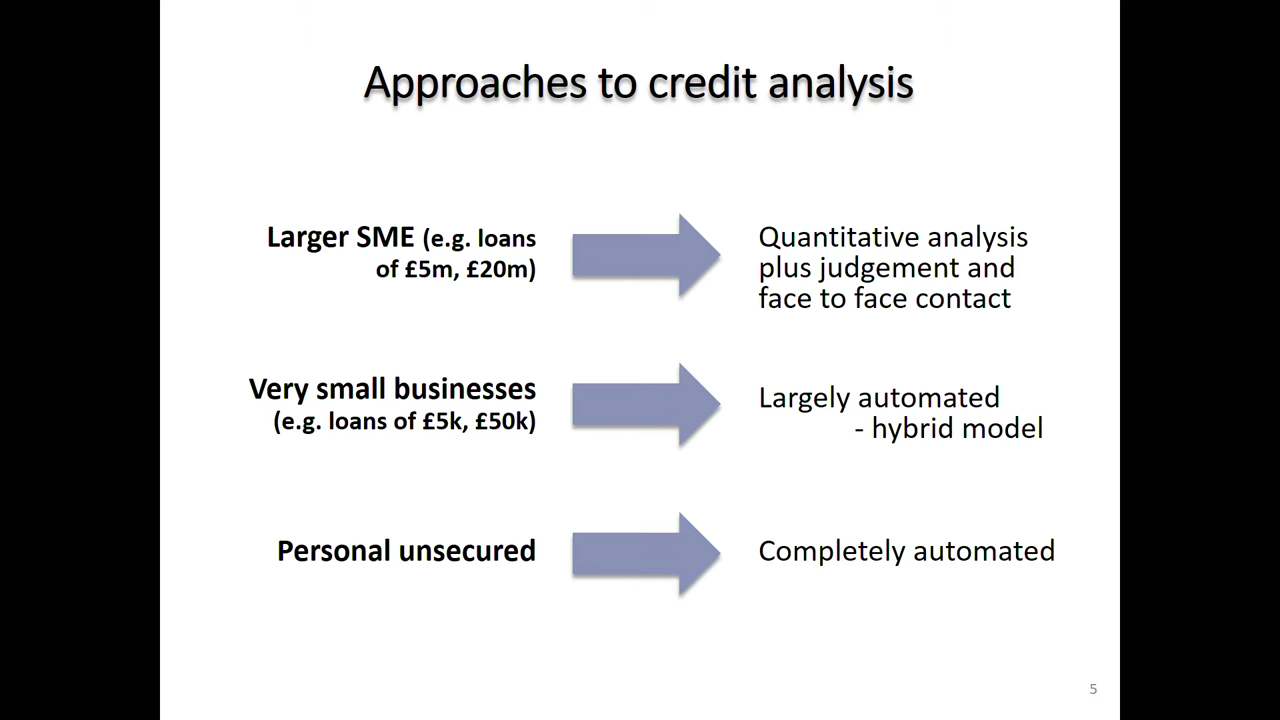 Approaches to credit analysis
Larger SME (e.g. loans
of £5m, £20m)
Quantitative analysis
plus judgement and
face to face contact
Very small businesses
(e.g. loans of £5k, £50k)
Largely automated
- hybrid model
Personal unsecured
Completely automated
5